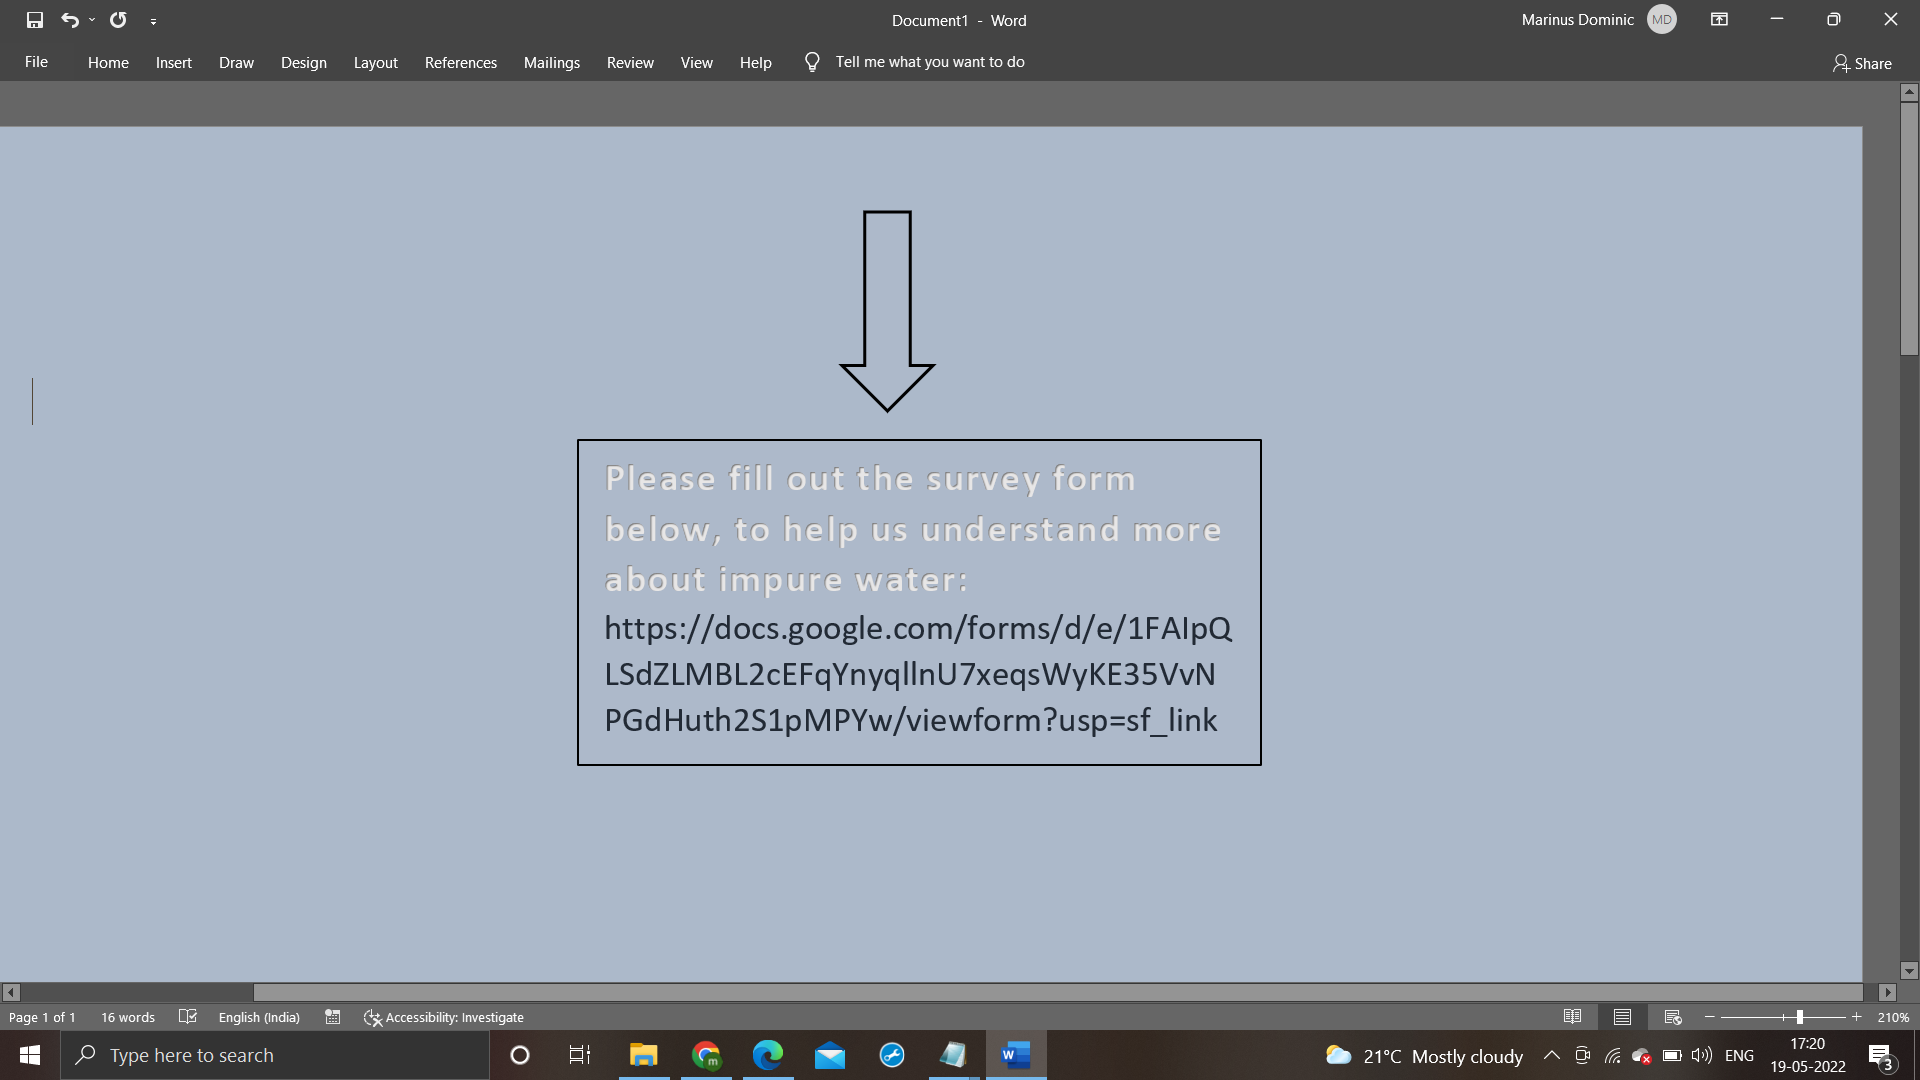 Document1 - Word
Marinus Dominic MD
File Home Insert Draw Design Layout References Mailings Review View Help Tell me what you want to do Share
Please fill out the survey form
below, to help us understand more
about impure water:
https://docs.google.com/forms/d/e/1FAIpQ
LSdZLMBL2cEFqYnyqllnU7xeqsWyKE35VvN
PGdHuth2S1pMPYw/viewform?usp=sf_link
Page 1 of 1 16 words English (India) Accessibility: Investigate 210%
Type here to search
21°C Mostly cloudy ENG
17:20
19-05-2022
3